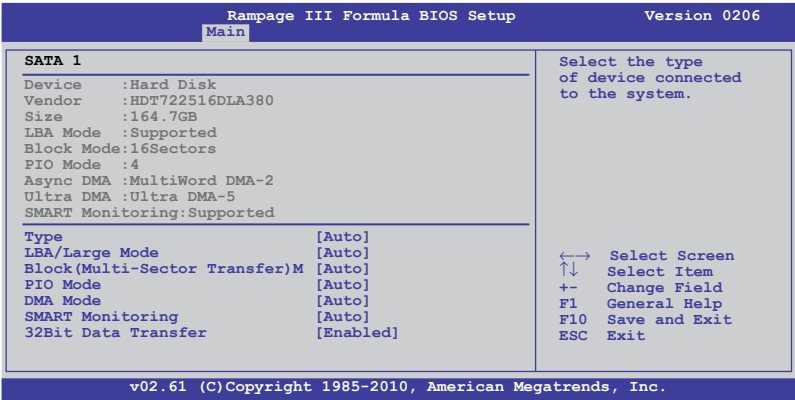 Rampage III Formula BIOS Setup Version 0206
Main
SATA 1
Device :Hard Disk
Vendor :HDT722516DLA380
Size :164.7GB
LBA Mode :Supported
Block Mode:16Sectors
PIO Mode :4
Async DMA :MultiWord DMA-2
Ultra DMA :Ultra DMA-5
SMART Monitoring:Supported
Type [Auto]
LBA/Large Mode [Auto]
Block(Multi-Sector Transfer)M [Auto]
PIO Mode [Auto]
DMA Mode [Auto]
SMART Monitoring [Auto]
32Bit Data Transfer [Enabled]
Select the type
of device connected
to the system.
←→ Select Screen
↑↓ Select Item
+- Change Field
F1 General Help
F10 Save and Exit
ESC Exit
v02.61 (C)Copyright 1985-2010, American Megatrends, Inc.